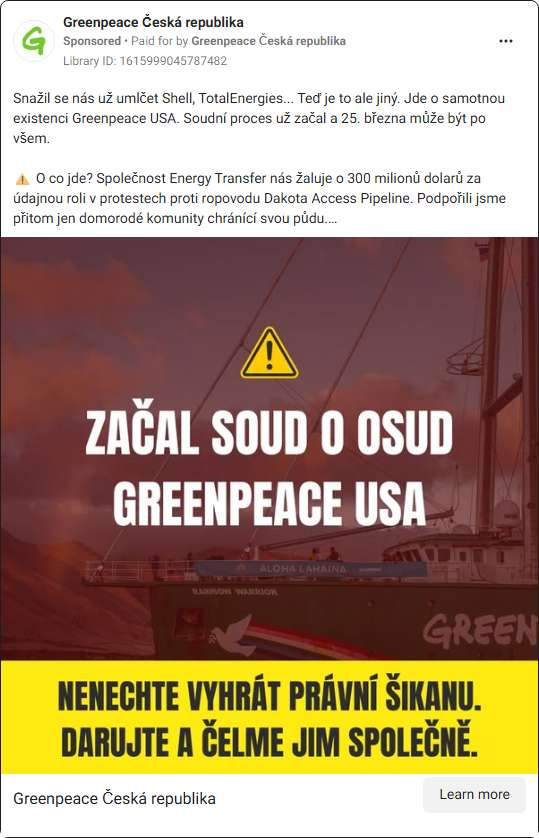 Greenpeace Česká republika
Sponsored • Paid for by Greenpeace Česká republika
Library ID: 1615999045787482
Snažil se nás už umlčet Shell, TotalEnergies... Teď je to ale jiný. Jde o samotnou
existenci Greenpeace USA. Soudní proces už začal a 25. března může být po
všem.
⚠️ O co jde? Společnost Energy Transfer nás žaluje o 300 milionů dolarů za
údajnou roli v protestech proti ropovodu Dakota Access Pipeline. Podpořili jsme
přitom jen domorodé komunity chránící svou půdu....
ZAČAL SOUD O OSUD
GREENPEACE USA
ALOHA LAHAINA
RAINBOW WARRIOR
GREEN
NENECHTE VYHRÁT PRÁVNÍ ŠIKANU.
DARUJTE A ČELME JIM SPOLEČNĚ.
Greenpeace Česká republika
Learn more